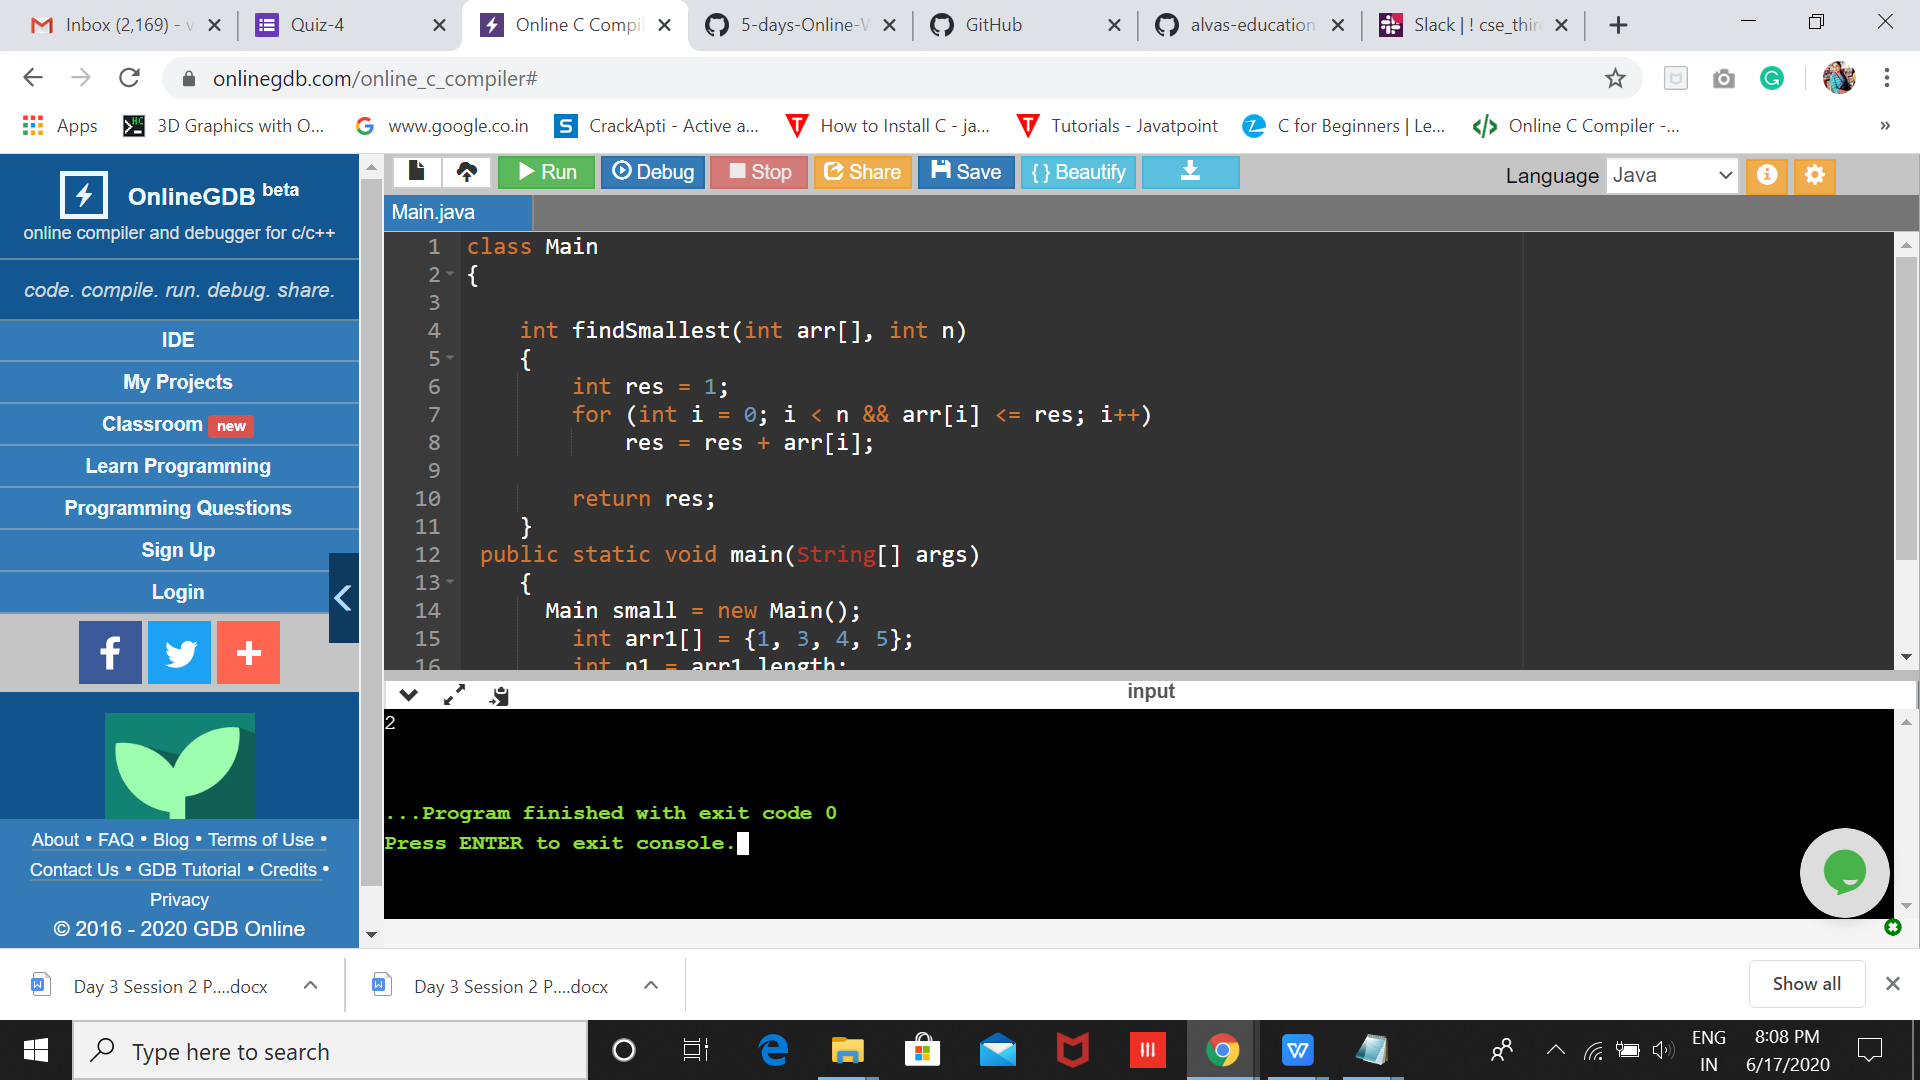 Inbox (2,169) - v
Quiz-4
Online C Compil
5-days-Online-W
GitHub
alvas-education
Slack | ! cse_thir
onlinegdb.com/online_c_compiler#
Apps
3D Graphics with O...
www.google.co.in
CrackApti - Active a...
How to Install C - ja...
Tutorials - Javatpoint
C for Beginners | Le...
Online C Compiler -...
»
OnlineGDB beta
online compiler and debugger for c/c++
code. compile. run. debug. share.
IDE
My Projects
Classroom new
Learn Programming
Programming Questions
Sign Up
Login
About • FAQ • Blog • Terms of Use •
Contact Us • GDB Tutorial • Credits •
Privacy
© 2016 - 2020 GDB Online
Run
Debug
Stop
Share
Save
{ } Beautify
Language Java
Main.java
1 class Main
2 {
3
4 int findSmallest(int arr[], int n)
5 {
6 int res = 1;
7 for (int i = 0; i < n && arr[i] <= res; i++)
8 res = res + arr[i];
9
10 return res;
11 }
12 public static void main(String[] args)
13 {
14 Main small = new Main();
15 int arr1[] = {1, 3, 4, 5};
16 int n1 = arr1.length;
input
2
...Program finished with exit code 0
Press ENTER to exit console.
Day 3 Session 2 P....docx
Day 3 Session 2 P....docx
Show all
Type here to search
ENG
IN
8:08 PM
6/17/2020